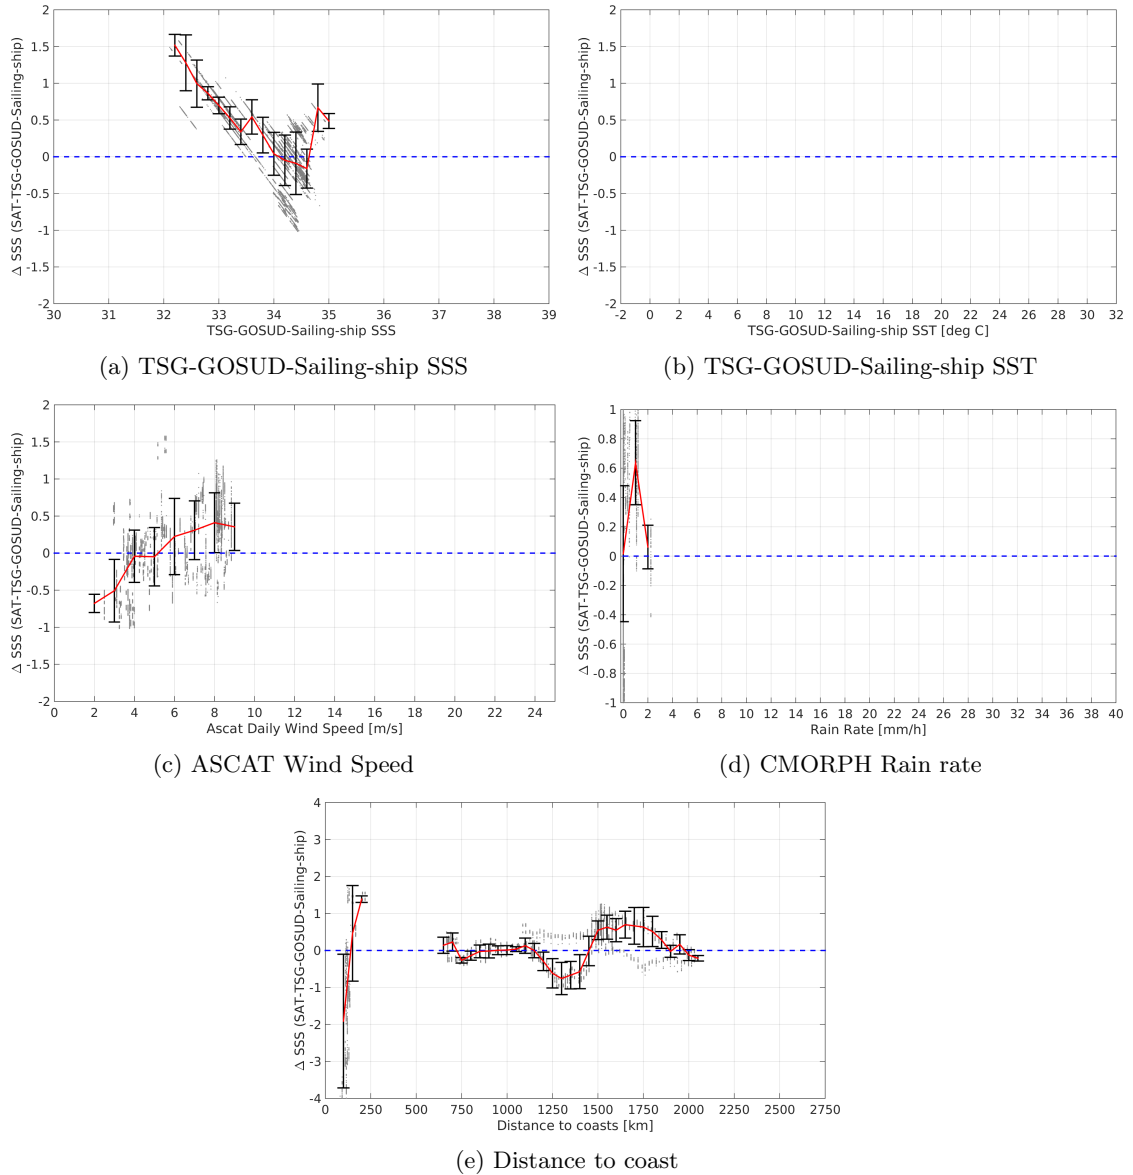 Δ SSS (SAT-TSG-GOSUD-Sailing-ship)
2
1.5
1
0.5
0
-0.5
-1
-1.5
-2
30 31 32 33 34 35 36 37 38 39
TSG-GOSUD-Sailing-ship SSS
(a) TSG-GOSUD-Sailing-ship SSS
Δ SSS (SAT-TSG-GOSUD-Sailing-ship)
2
1.5
1
0.5
0
-0.5
-1
-1.5
-2
-2 0 2 4 6 8 10 12 14 16 18 20 22 24 26 28 30 32
TSG-GOSUD-Sailing-ship SST [deg C]
(b) TSG-GOSUD-Sailing-ship SST
Δ SSS (SAT-TSG-GOSUD-Sailing-ship)
2
1.5
1
0.5
0
-0.5
-1
-1.5
-2
0 2 4 6 8 10 12 14 16 18 20 22 24
Ascat Daily Wind Speed [m/s]
(c) ASCAT Wind Speed
Δ SSS (SAT-TSG-GOSUD-Sailing-ship)
1
0.8
0.6
0.4
0.2
0
-0.2
-0.4
-0.6
-0.8
-1
0 2 4 6 8 10 12 14 16 18 20 22 24 26 28 30 32 34 36 38 40
Rain Rate [mm/h]
(d) CMORPH Rain rate
Δ SSS (SAT-TSG-GOSUD-Sailing-ship)
4
3
2
1
0
-1
-2
-3
-4
0 250 500 750 1000 1250 1500 1750 2000 2250 2500 2750
Distance to coasts [km]
(e) Distance to coast